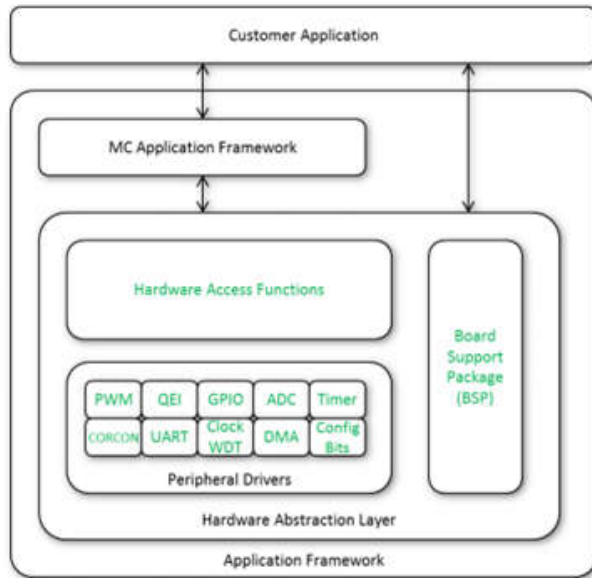 Customer Application
MC Application Framework
Hardware Access Functions
Board
Support
Package
(BSP)
PWM QEI GPIO ADC Timer
CORCON UART Clock WDT DMA Config Bits
Peripheral Drivers
Hardware Abstraction Layer
Application Framework